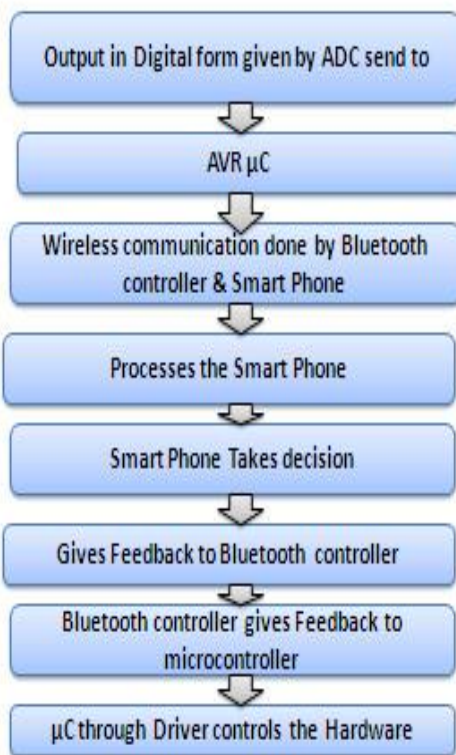 Output in Digital form given by ADC send to
AVR μC
Wireless communication done by Bluetooth
controller & Smart Phone
Processes the Smart Phone
Smart Phone Takes decision
Gives Feedback to Bluetooth controller
Bluetooth controller gives Feedback to
microcontroller
μC through Driver controls the Hardware